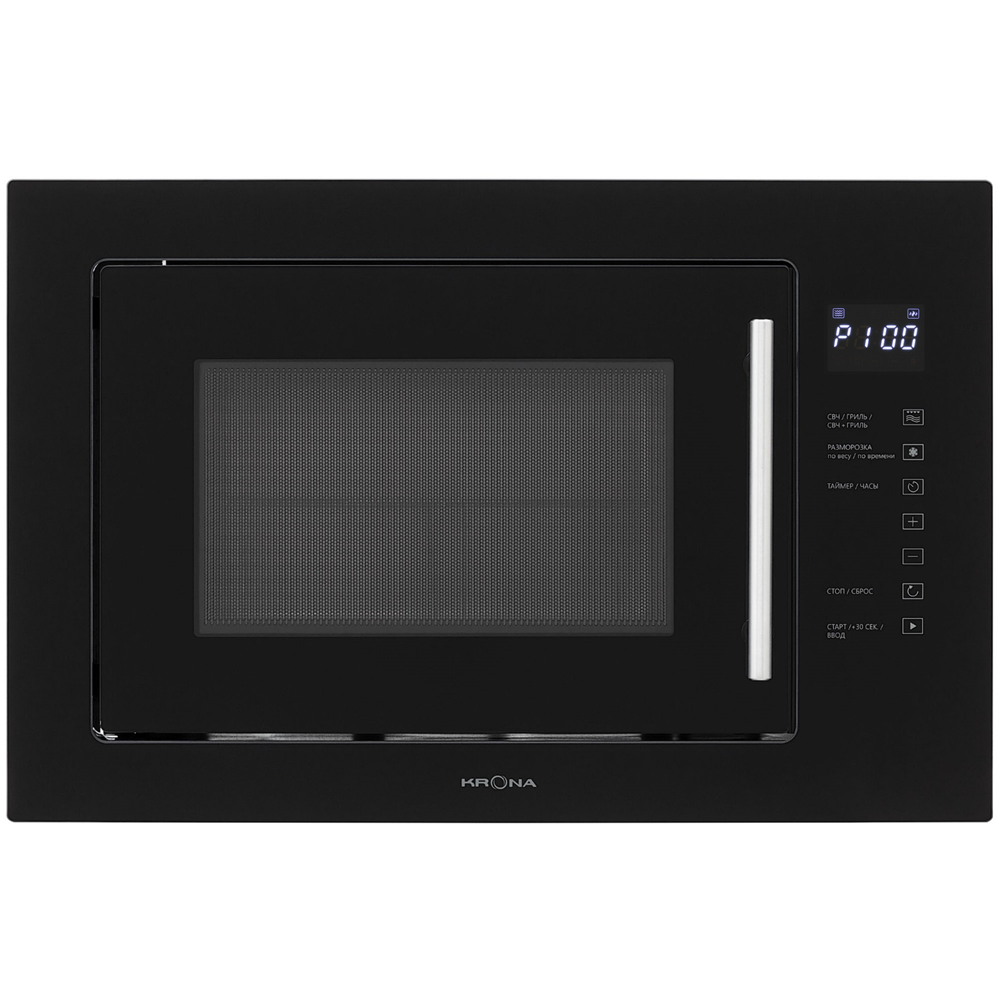 P100
СВЧ / ГРИЛЬ /
СВЧ + ГРИЛЬ
РАЗМОРОЗКА
по весу / по времени
ТАЙМЕР / ЧАСЫ
СТОП / СБРОС
СТАРТ /+30 СЕК. /
ВВОД
KRONA